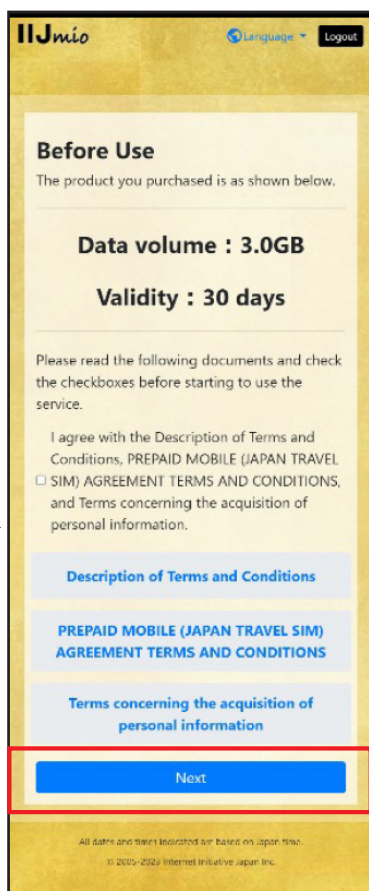 IIJmio
Language
Logout
Before Use
The product you purchased is as shown below.
Data volume：3.0GB
Validity：30 days
Please read the following documents and check
the checkboxes before starting to use the
service.
I agree with the Description of Terms and
Conditions, PREPAID MOBILE (JAPAN TRAVEL
SIM) AGREEMENT TERMS AND CONDITIONS,
and Terms concerning the acquisition of
personal information.
Description of Terms and Conditions
PREPAID MOBILE (JAPAN TRAVEL SIM)
AGREEMENT TERMS AND CONDITIONS
Terms concerning the acquisition of
personal information
Next
All dates and times indicated are based on Japan time.
© 2005-2023 Internet Initiative Japan Inc.